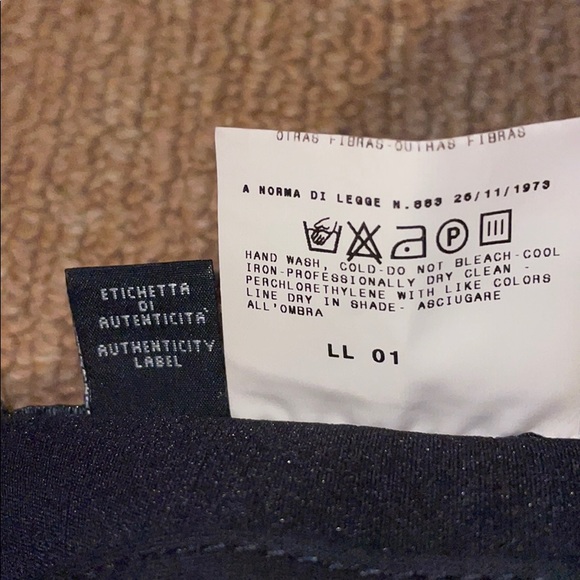 OTRAS FIBRAS-OUTRAS FIBRAS
A NORMA DI LEGGE N.883 26/11/1973
P
HAND WASH, COLD-DO NOT BLEACH-COOL
IRON-PROFESSIONALLY DRY CLEAN -
PERCHLORETHYLENE WITH LIKE COLORS
LINE DRY IN SHADE- ASCIUGARE
ALL'OMBRA
LL 01
ETICHETTA
DI
AUTENTICITA'
AUTHENTICITY
LABEL